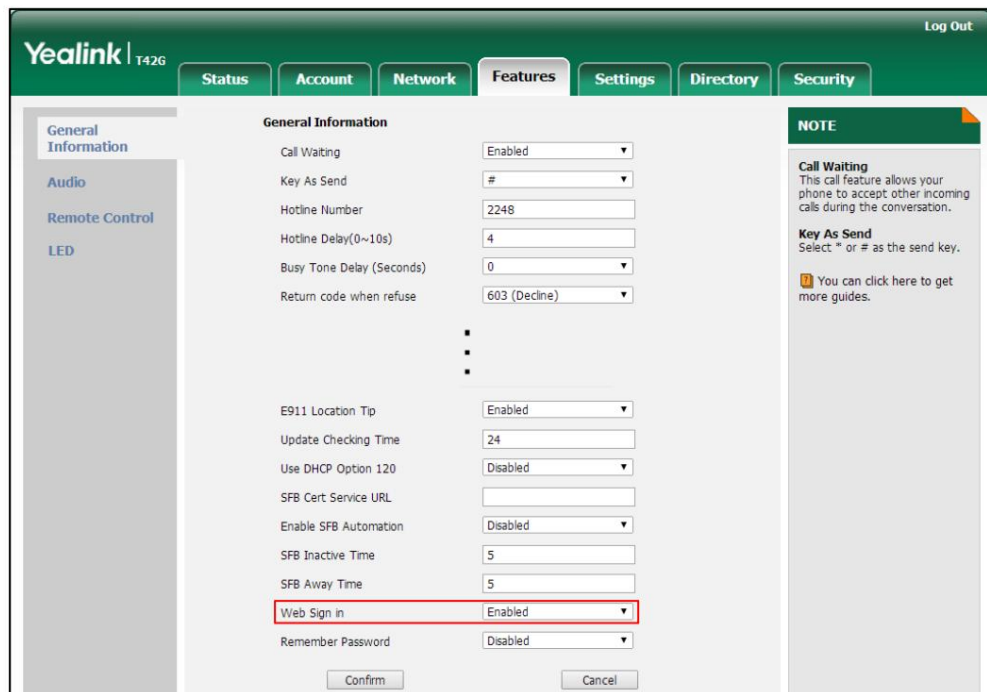 Log Out
Yealink | T42G
Status Account Network Features Settings Directory Security
General
Information
Audio
Remote Control
LED
General Information
Call Waiting Enabled
Key As Send #
Hotline Number 2248
Hotline Delay(0~10s) 4
Busy Tone Delay (Seconds) 0
Return code when refuse 603 (Decline)
E911 Location Tip Enabled
Update Checking Time 24
Use DHCP Option 120 Disabled
SFB Cert Service URL
Enable SFB Automation Disabled
SFB Inactive Time 5
SFB Away Time 5
Web Sign in Enabled
Remember Password Disabled
Confirm Cancel
NOTE
Call Waiting
This call feature allows your
phone to accept other incoming
calls during the conversation.
Key As Send
Select * or # as the send key.
You can click here to get
more guides.